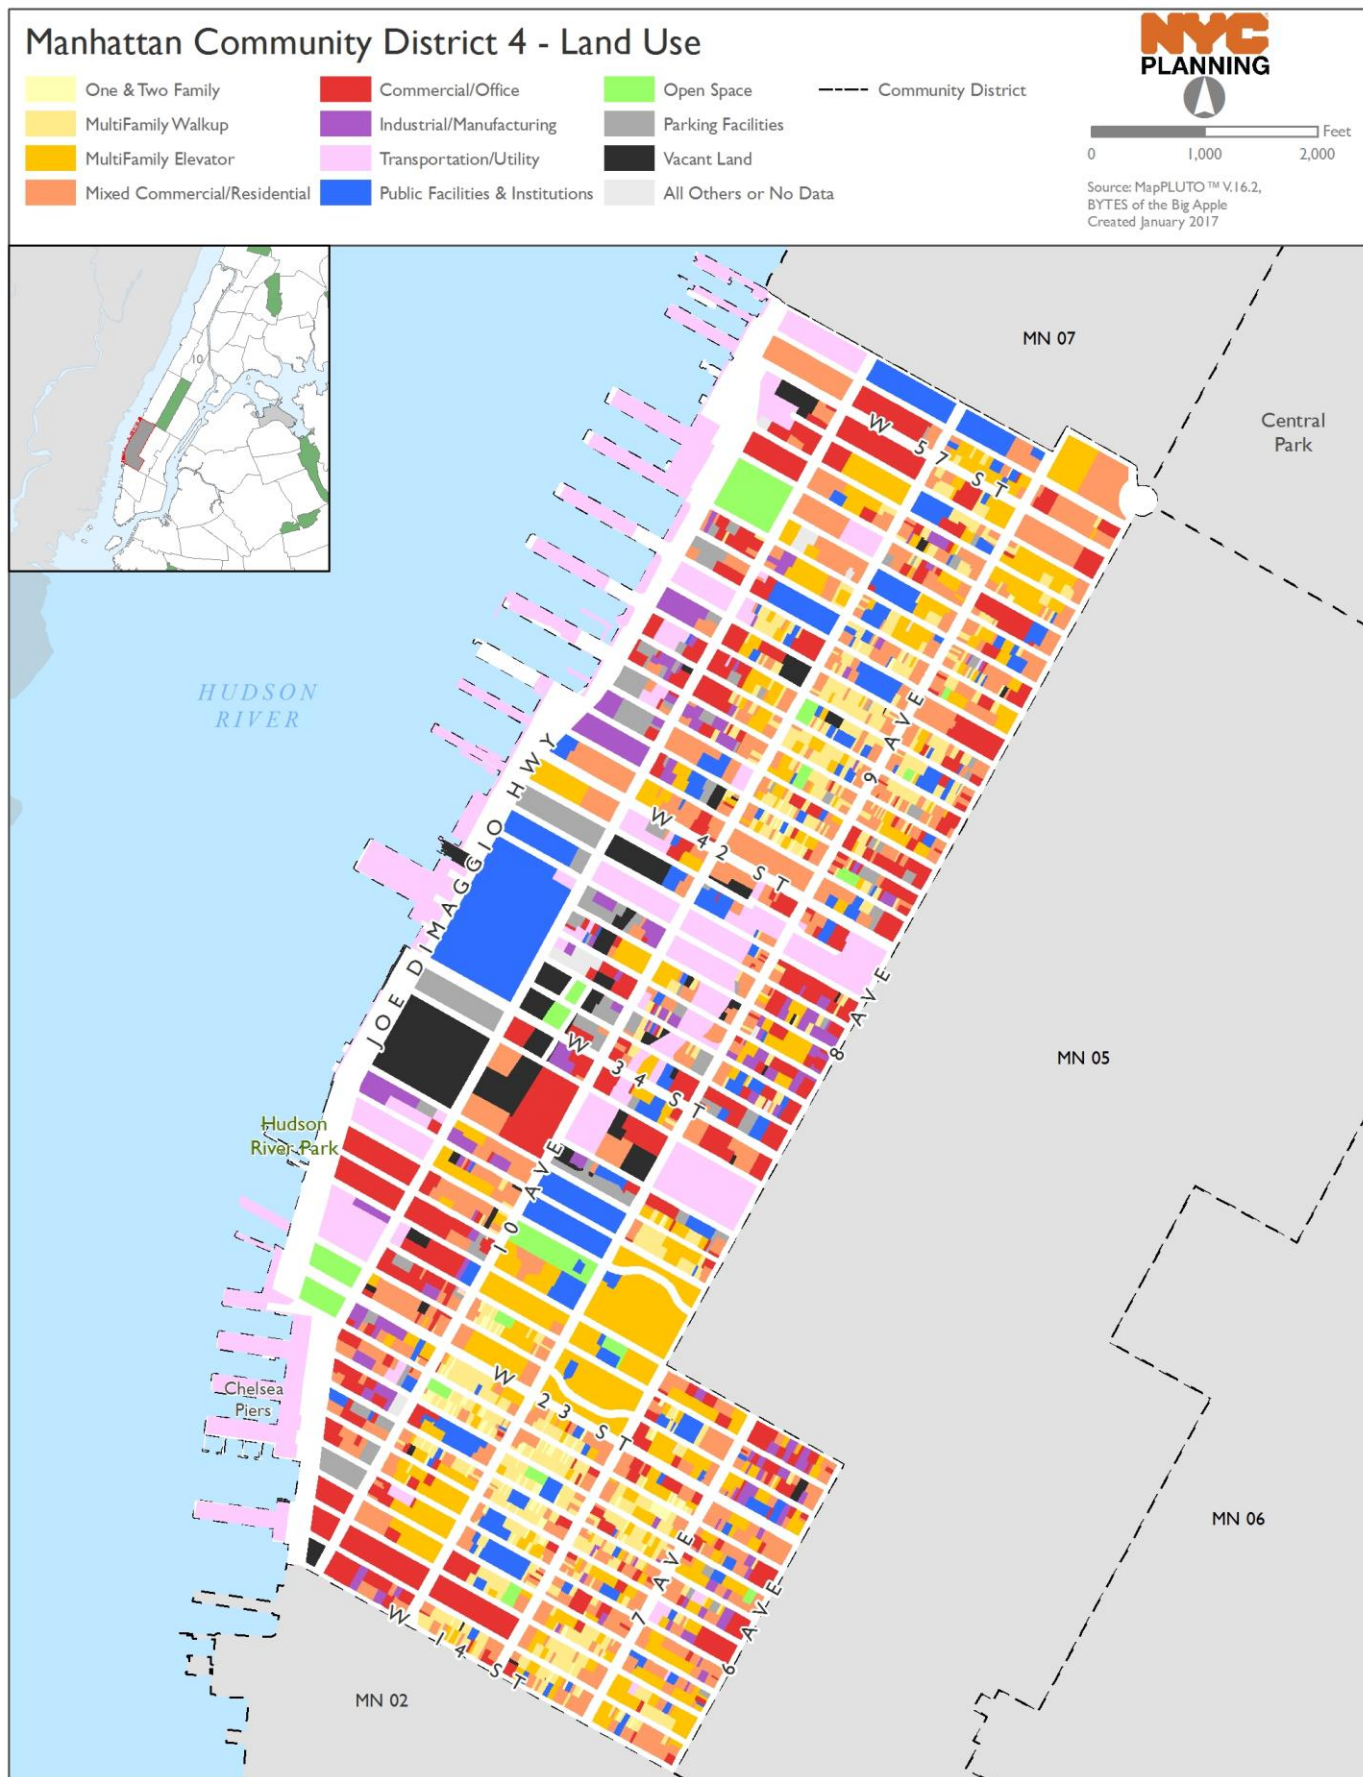 Manhattan Community District 4 - Land Use
One & Two Family
MultiFamily Walkup
MultiFamily Elevator
Mixed Commercial/Residential
Commercial/Office
Industrial/Manufacturing
Transportation/Utility
Public Facilities & Institutions
Open Space
Parking Facilities
Vacant Land
All Others or No Data
Community District
NYC
PLANNING
Feet
0 1,000 2,000
Source: MapPLUTO™ V.16.2,
BYTES of the Big Apple
Created January 2017
10
MN 07
Central
Park
W 57 ST
HUDSON
RIVER
9 AVE
JOE DIMAGGIO HWY
W 42 ST
8 AVE
MN 05
W 34 ST
Hudson
River Park
10 AVE
Chelsea
Piers
W 23 ST
7 AVE
6 AVE
W 14 ST
MN 06
MN 02